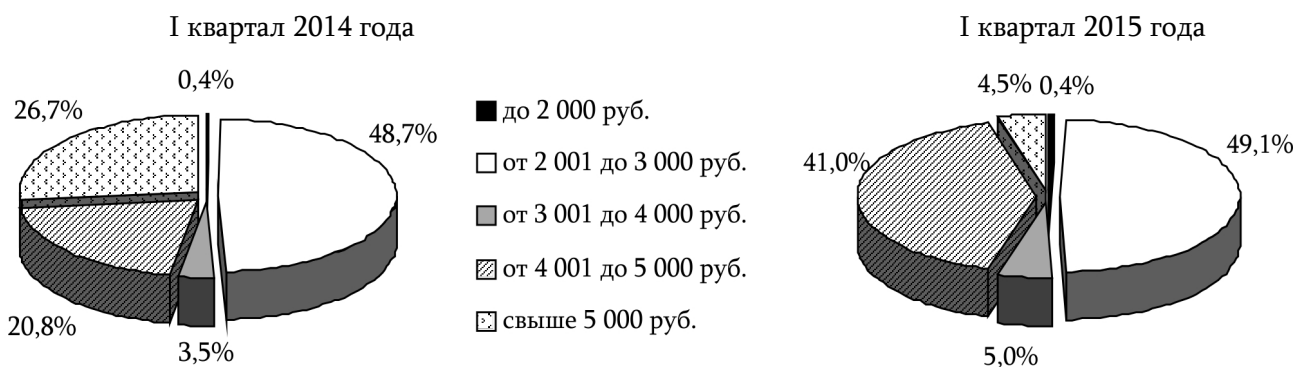 I квартал 2014 года
0,4%
26,7%
48,7%
20,8%
3,5%
до 2 000 руб.
от 2 001 до 3 000 руб.
от 3 001 до 4 000 руб.
от 4 001 до 5 000 руб.
свыше 5 000 руб.
I квартал 2015 года
4,5% 0,4%
41,0%
49,1%
5,0%